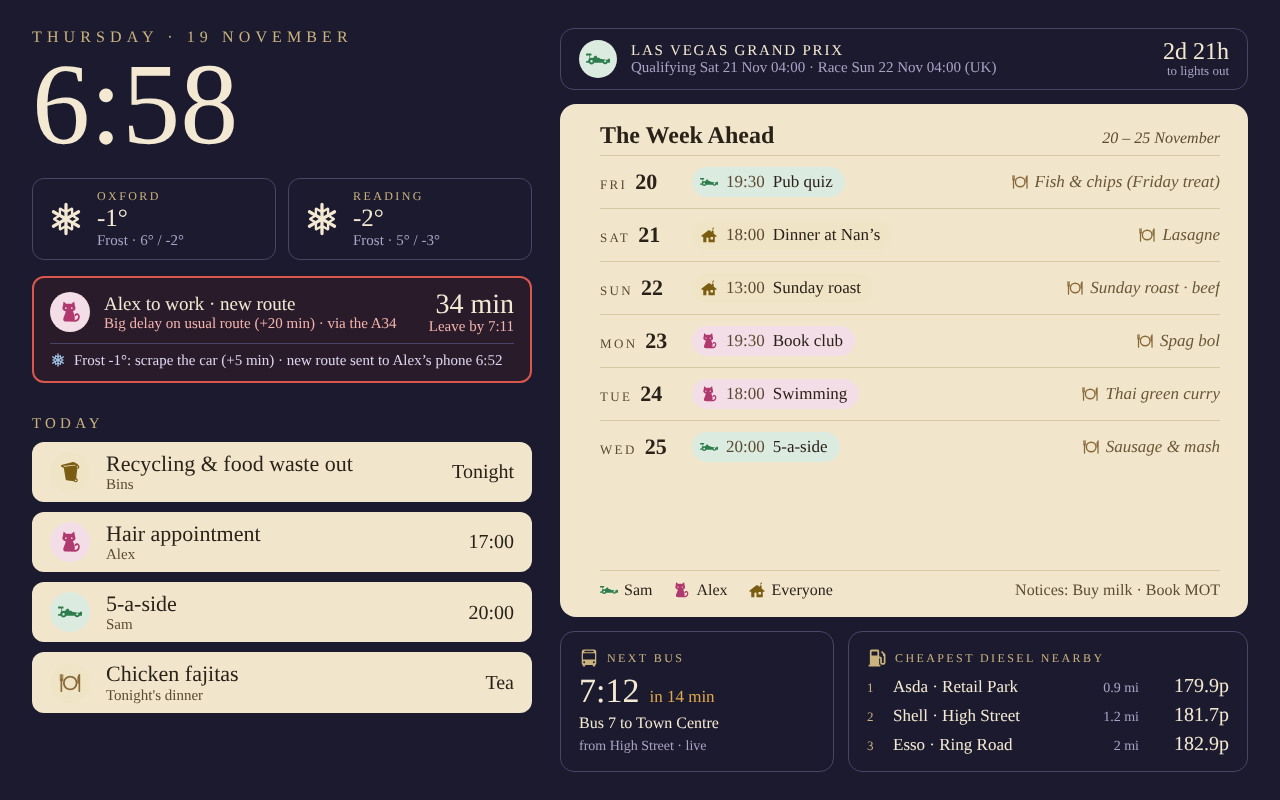 THURSDAY · 19 NOVEMBER
6:58
OXFORD
-1°
Frost · 6° / -2°
READING
-2°
Frost · 5° / -3°
Alex to work · new route
Big delay on usual route (+20 min) · via the A34
34 min
Leave by 7:11
Frost -1°: scrape the car (+5 min) · new route sent to Alex’s phone 6:52
TODAY
Recycling & food waste out
Bins
Tonight
Hair appointment
Alex
17:00
5-a-side
Sam
20:00
Chicken fajitas
Tonight's dinner
Tea
LAS VEGAS GRAND PRIX
Qualifying Sat 21 Nov 04:00 · Race Sun 22 Nov 04:00 (UK)
2d 21h
to lights out
The Week Ahead
20 – 25 November
FRI 20 19:30 Pub quiz Fish & chips (Friday treat)
SAT 21 18:00 Dinner at Nan’s Lasagne
SUN 22 13:00 Sunday roast Sunday roast · beef
MON 23 19:30 Book club Spag bol
TUE 24 18:00 Swimming Thai green curry
WED 25 20:00 5-a-side Sausage & mash
Sam Alex Everyone Notices: Buy milk · Book MOT
NEXT BUS
7:12 in 14 min
Bus 7 to Town Centre
from High Street · live
CHEAPEST DIESEL NEARBY
1 Asda · Retail Park 0.9 mi 179.9p
2 Shell · High Street 1.2 mi 181.7p
3 Esso · Ring Road 2 mi 182.9p